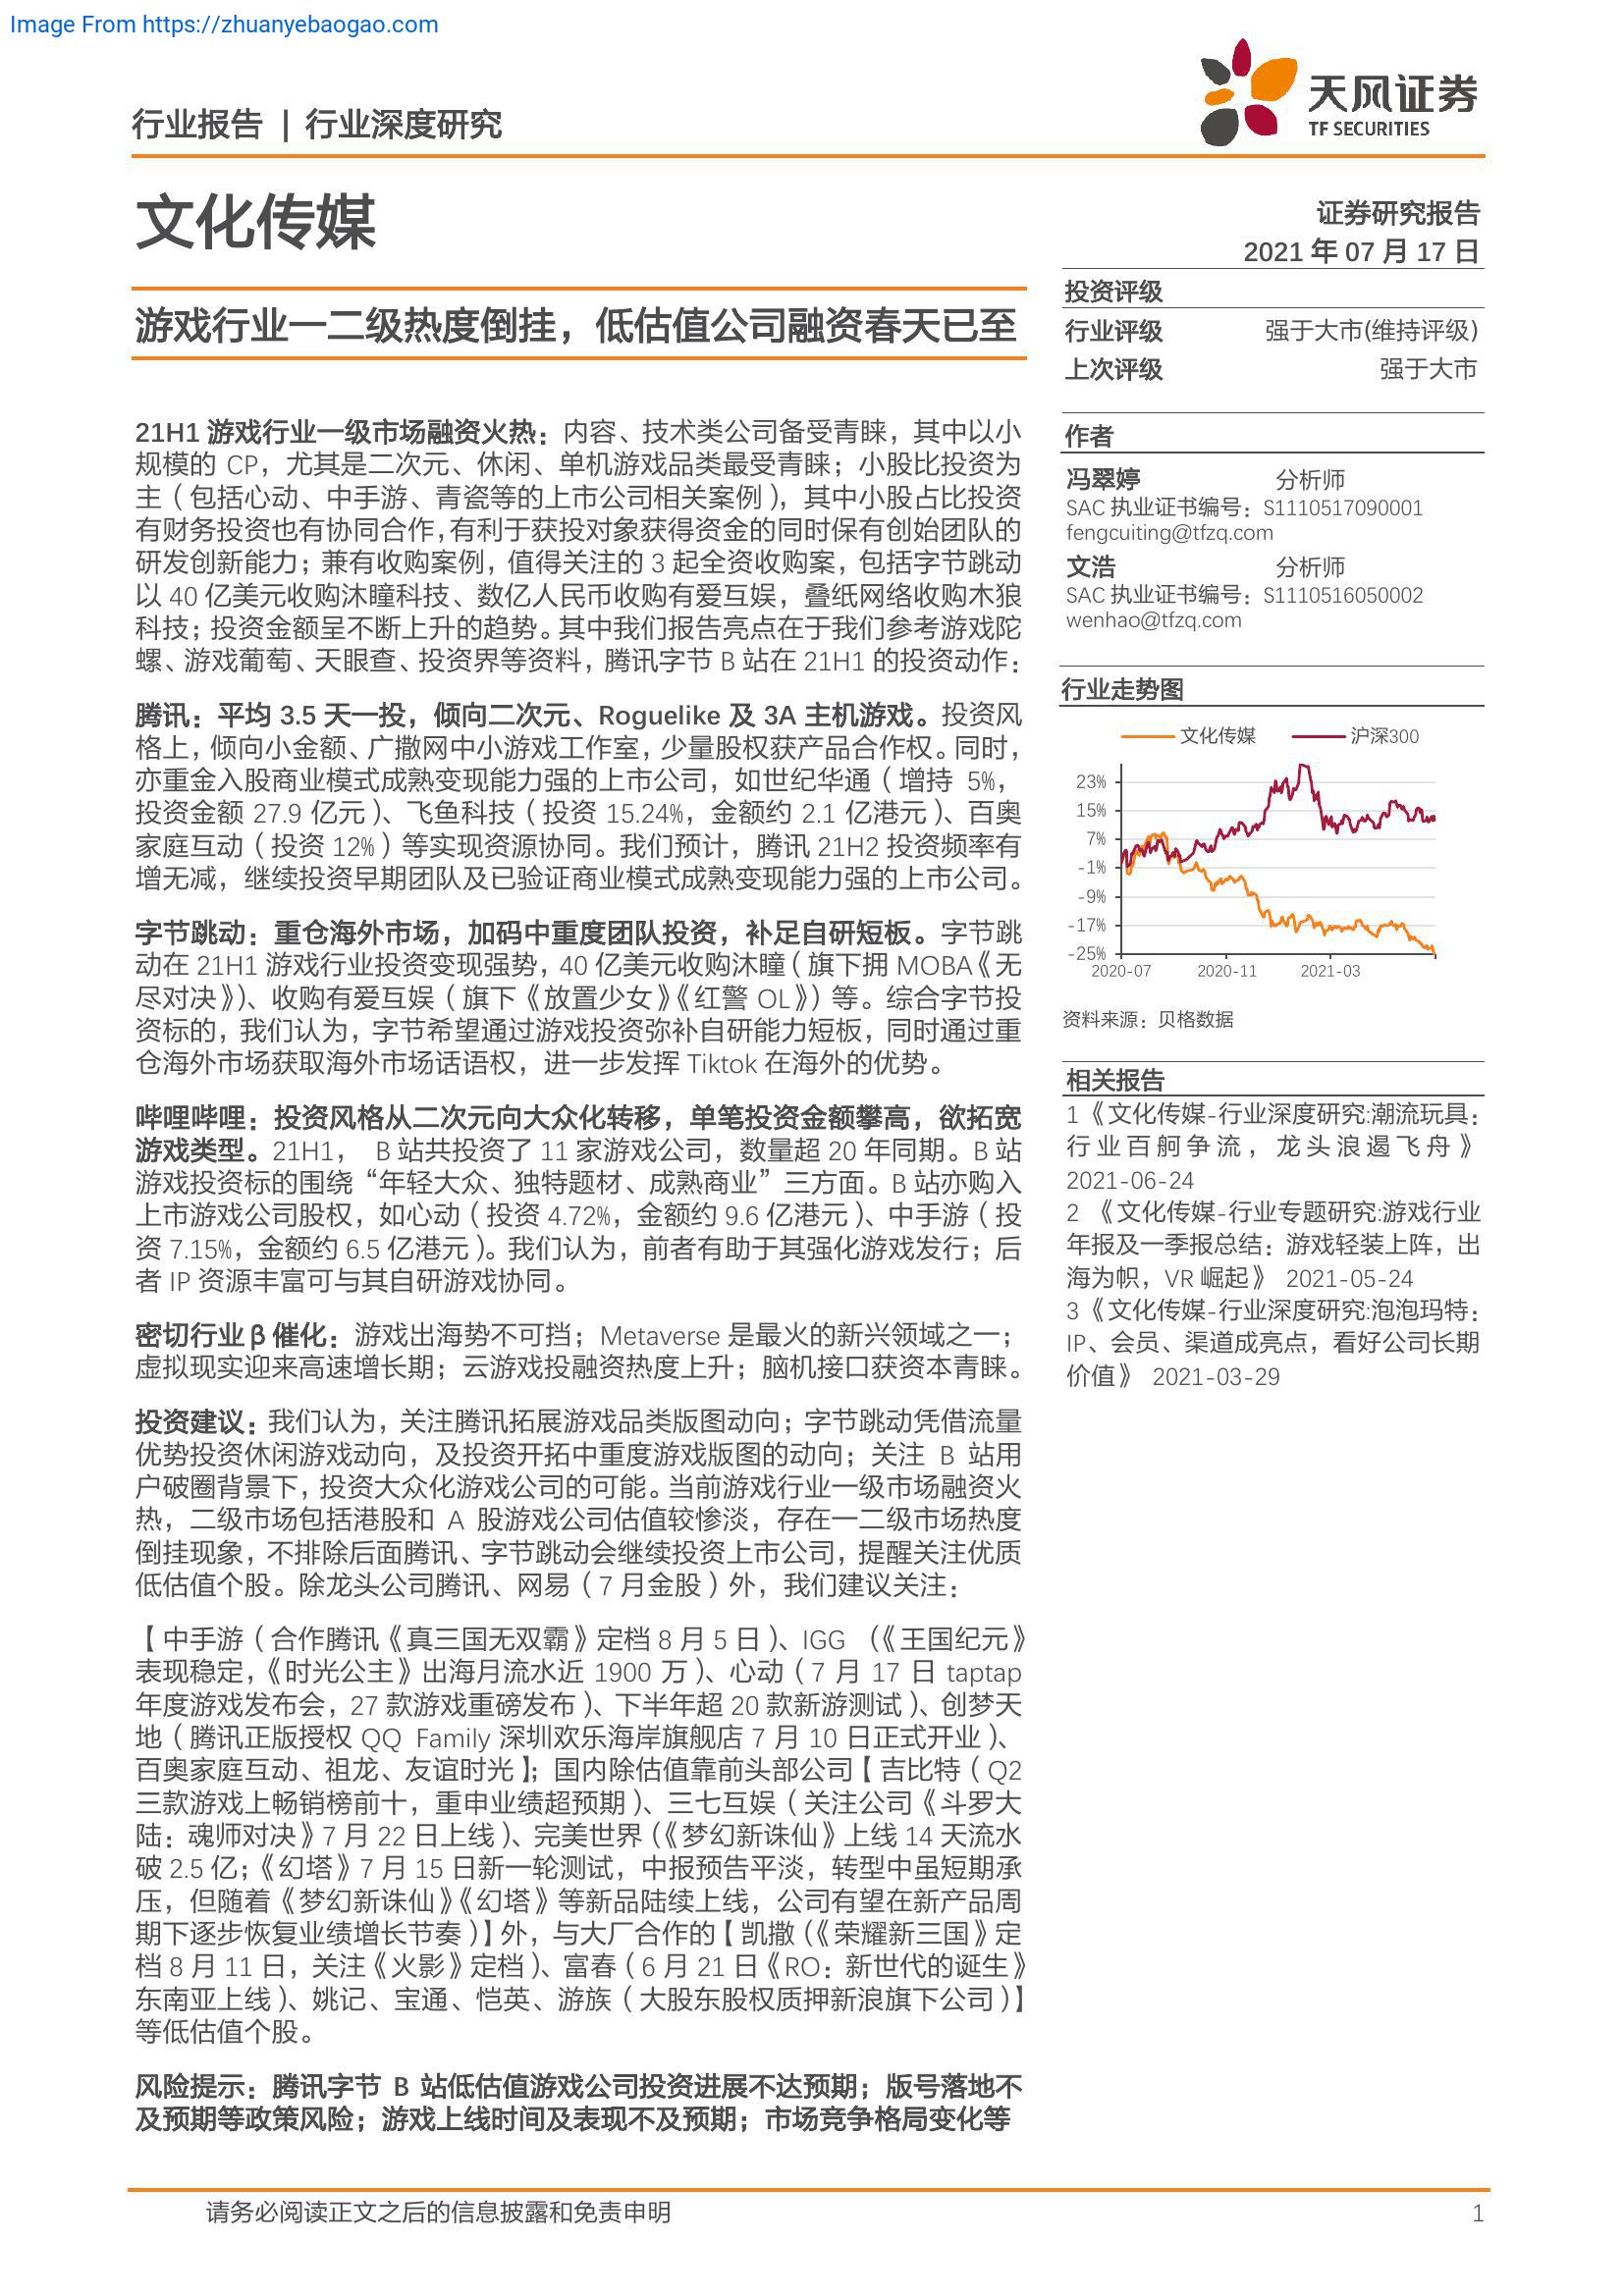 Image From https://zhuanyebaogao.com
行业报告 | 行业深度研究
天风证券
TF SECURITIES
文化传媒
证券研究报告
2021 年 07 月 17 日
游戏行业一二级热度倒挂，低估值公司融资春天已至
投资评级
行业评级 强于大市(维持评级)
上次评级 强于大市
21H1 游戏行业一级市场融资火热：内容、技术类公司备受青睐，其中以小
规模的 CP，尤其是二次元、休闲、单机游戏品类最受青睐；小股比投资为
主（包括心动、中手游、青瓷等的上市公司相关案例），其中小股占比投资
有财务投资也有协同合作，有利于获投对象获得资金的同时保有创始团队的
研发创新能力；兼有收购案例，值得关注的 3 起全资收购案，包括字节跳动
以 40 亿美元收购沐瞳科技、数亿人民币收购有爱互娱，叠纸网络收购木狼
科技；投资金额呈不断上升的趋势。其中我们报告亮点在于我们参考游戏陀
螺、游戏葡萄、天眼查、投资界等资料，腾讯字节 B 站在 21H1 的投资动作：
腾讯：平均 3.5 天一投，倾向二次元、Roguelike 及 3A 主机游戏。投资风
格上，倾向小金额、广撒网中小游戏工作室，少量股权获产品合作权。同时，
亦重金入股商业模式成熟变现能力强的上市公司，如世纪华通（增持 5%，
投资金额 27.9 亿元）、飞鱼科技（投资 15.24%，金额约 2.1 亿港元）、百奥
家庭互动（投资 12%）等实现资源协同。我们预计，腾讯 21H2 投资频率有
增无减，继续投资早期团队及已验证商业模式成熟变现能力强的上市公司。
字节跳动：重仓海外市场，加码中重度团队投资，补足自研短板。字节跳
动在 21H1 游戏行业投资变现强势，40 亿美元收购沐瞳（旗下拥 MOBA《无
尽对决》）、收购有爱互娱（旗下《放置少女》《红警 OL》）等。综合字节投
资标的，我们认为，字节希望通过游戏投资弥补自研能力短板，同时通过重
仓海外市场获取海外市场话语权，进一步发挥 Tiktok 在海外的优势。
哔哩哔哩：投资风格从二次元向大众化转移，单笔投资金额攀高，欲拓宽
游戏类型。21H1， B 站共投资了 11 家游戏公司，数量超 20 年同期。B 站
游戏投资标的围绕“年轻大众、独特题材、成熟商业”三方面。B 站亦购入
上市游戏公司股权，如心动（投资 4.72%，金额约 9.6 亿港元）、中手游（投
资 7.15%，金额约 6.5 亿港元）。我们认为，前者有助于其强化游戏发行；后
者 IP 资源丰富可与其自研游戏协同。
密切行业β催化：游戏出海势不可挡；Metaverse 是最火的新兴领域之一；
虚拟现实迎来高速增长期；云游戏投融资热度上升；脑机接口获资本青睐。
投资建议：我们认为，关注腾讯拓展游戏品类版图动向；字节跳动凭借流量
优势投资休闲游戏动向，及投资开拓中重度游戏版图的动向；关注 B 站用
户破圈背景下，投资大众化游戏公司的可能。当前游戏行业一级市场融资火
热，二级市场包括港股和 A 股游戏公司估值较惨淡，存在一二级市场热度
倒挂现象，不排除后面腾讯、字节跳动会继续投资上市公司，提醒关注优质
低估值个股。除龙头公司腾讯、网易（7 月金股）外，我们建议关注：
【中手游（合作腾讯《真三国无双霸》定档 8 月 5 日）、IGG （《王国纪元》
表现稳定，《时光公主》出海月流水近 1900 万）、心动（7 月 17 日 taptap
年度游戏发布会，27 款游戏重磅发布）、下半年超 20 款新游测试）、创梦天
地（腾讯正版授权 QQ Family 深圳欢乐海岸旗舰店 7 月 10 日正式开业）、
百奥家庭互动、祖龙、友谊时光】；国内除估值靠前头部公司【吉比特（Q2
三款游戏上畅销榜前十，重申业绩超预期）、三七互娱（关注公司《斗罗大
陆：魂师对决》7 月 22 日上线）、完美世界（《梦幻新诛仙》上线 14 天流水
破 2.5 亿；《幻塔》7 月 15 日新一轮测试，中报预告平淡，转型中虽短期承
压，但随着《梦幻新诛仙》《幻塔》等新品陆续上线，公司有望在新产品周
期下逐步恢复业绩增长节奏）】外，与大厂合作的【凯撒（《荣耀新三国》定
档 8 月 11 日，关注《火影》定档）、富春（6 月 21 日《RO：新世代的诞生》
东南亚上线）、姚记、宝通、恺英、游族（大股东股权质押新浪旗下公司）】
等低估值个股。
风险提示：腾讯字节 B 站低估值游戏公司投资进展不达预期；版号落地不
及预期等政策风险；游戏上线时间及表现不及预期；市场竞争格局变化等
作者
冯翠婷 分析师
SAC 执业证书编号：S1110517090001
fengcuiting@tfzq.com
文浩 分析师
SAC 执业证书编号：S1110516050002
wenhao@tfzq.com
行业走势图
文化传媒 沪深300
23%
15%
7%
-1%
-9%
-17%
-25%
2020-07 2020-11 2021-03
资料来源：贝格数据
相关报告
1 《文化传媒-行业深度研究:潮流玩具：
行业百舸争流，龙头浪遏飞舟》
2021-06-24
2 《文化传媒-行业专题研究:游戏行业
年报及一季报总结：游戏轻装上阵，出
海为帜，VR 崛起》 2021-05-24
3 《文化传媒-行业深度研究:泡泡玛特：
IP、会员、渠道成亮点，看好公司长期
价值》 2021-03-29
请务必阅读正文之后的信息披露和免责申明 1